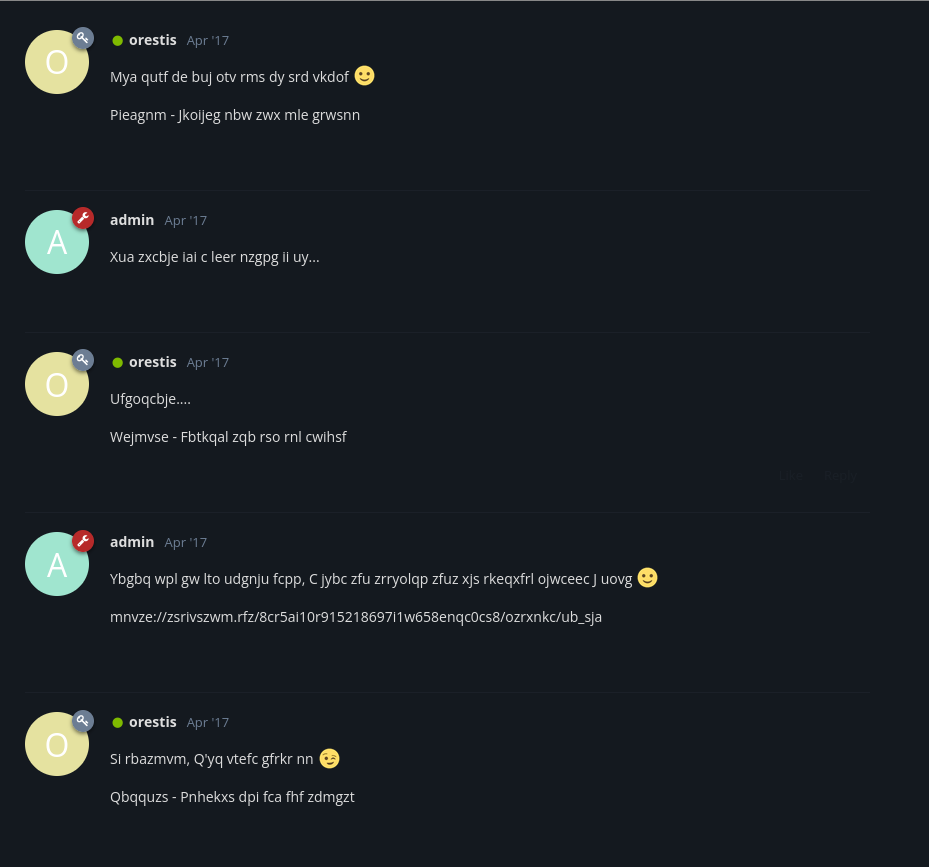 O
orestis Apr '17
Mya qutf de buj otv rms dy srd vkdof
Pieagnm - Jkoijeg nbw zwx mle grwsnn
A
admin Apr '17
Xua zxcbje iai c leer nzgpg ii uy...
O
orestis Apr '17
Ufgoqcbje....
Wejmvse - Fbtkqal zqb rso rnl cwihsf
Like Reply
A
admin Apr '17
Ybgbq wpl gw lto udgnju fcpp, C jybc zfu zrryolqp zfuz xjs rkeqxfrl ojwceec J uovg
mnvze://zsrivszwm.rfz/8cr5ai10r915218697i1w658enqc0cs8/ozrxnkc/ub_sja
O
orestis Apr '17
Si rbazmvm, Q'yq vtefc gfrkr nn
Qbqquzs - Pnhekxs dpi fca fhf zdmgzt